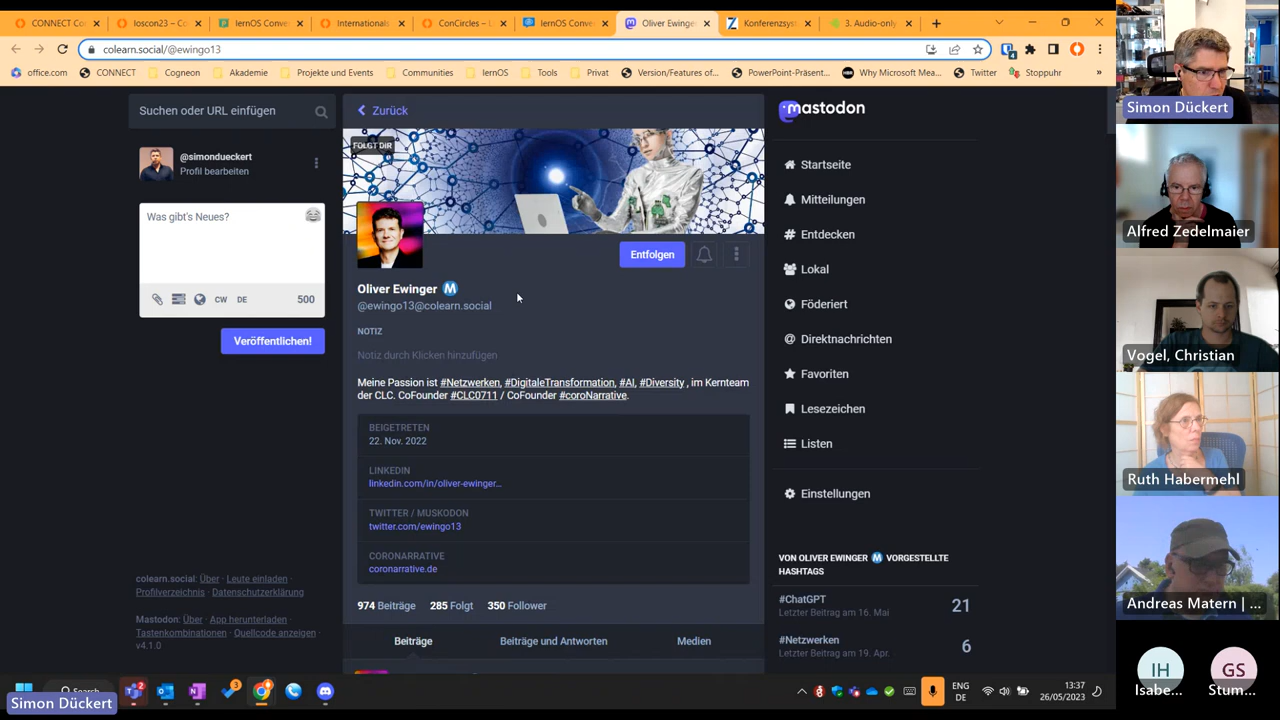 CONNECT Co...
loscon23 – Co...
lernOS Conve...
Internationals...
ConCircles – L...
lernOS Conve...
Oliver Ewinge...
Konferenzsys...
3. Audio-only...
colearn.social/@ewingo13
office.com
CONNECT
Cogneon
Akademie
Projekte und Events
Communities
lernOS
Tools
Privat
Version/Features of...
PowerPoint-Präsent...
Why Microsoft Mea...
Twitter
Stoppuhr
»
Suchen oder URL einfügen
@simondueckert
Profil bearbeiten
Was gibt's Neues?
CW DE 500
Veröffentlichen!
colearn.social: Über · Leute einladen ·
Profilverzeichnis · Datenschutzerklärung
Mastodon: Über · App herunterladen ·
Tastenkombinationen · Quellcode anzeigen ·
v4.1.0
Zurück
FOLGT DIR
Entfolgen
Oliver Ewinger M
@ewingo13@colearn.social
NOTIZ
Notiz durch Klicken hinzufügen
Meine Passion ist #Netzwerken, #DigitaleTransformation, #AI, #Diversity , im Kernteam
der CLC. CoFounder #CLC0711 / CoFounder #coroNarrative.
BEIGETRETEN
22. Nov. 2022
LINKEDIN
linkedin.com/in/oliver-ewinger...
TWITTER / MUSKODON
twitter.com/ewingo13
CORONARRATIVE
coronarrative.de
974 Beiträge 285 Folgt 350 Follower
Beiträge
Beiträge und Antworten
Medien
mastodon
Startseite
Mitteilungen
Entdecken
Lokal
Föderiert
Direktnachrichten
Favoriten
Lesezeichen
Listen
Einstellungen
VON OLIVER EWINGER M VORGESTELLTE
HASHTAGS
#ChatGPT
Letzter Beitrag am 16. Mai
21
#Netzwerken
Letzter Beitrag am 19. Apr.
6
Simon Dückert
Alfred Zedelmaier
Vogel, Christian
Ruth Habermehl
Andreas Matern | ...
IH
Isabe...
GS
Stum...
Search
Simon Dückert
ENG
DE
13:37
26/05/2023